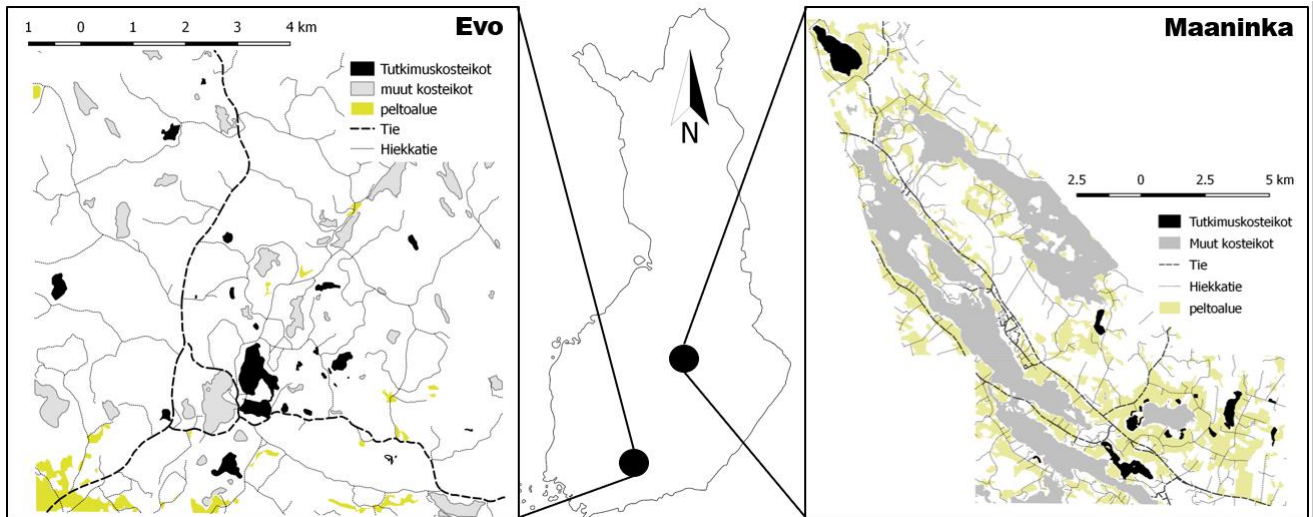 Evo
1 0 1 2 3 4 km
Tutkimuskosteikot
muut kosteikot
peltoalue
Tie
Hiekkatie
N
Maaninka
2.5 0 2.5 5 km
Tutkimuskosteikot
Muut kosteikot
Tie
Hiekkatie
peltoalue